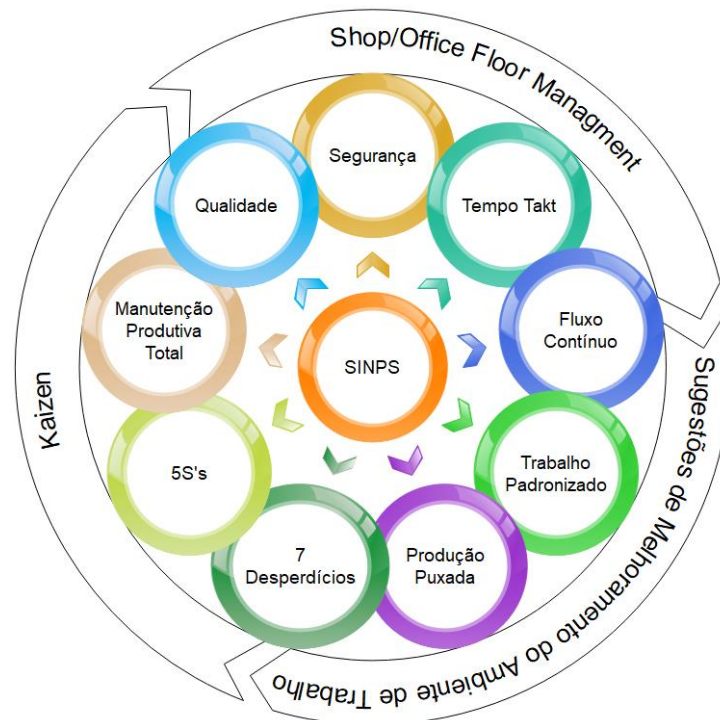 Shop/Office Floor Managment
Segurança
Tempo Takt
Fluxo
Contínuo
Trabalho
Padronizado
Produção
Puxada
7
Desperdícios
5S's
Manutenção
Produtiva
Total
Qualidade
SINPS
Sugestões de Melhoramento do Ambiente de Trabalho
Kaizen